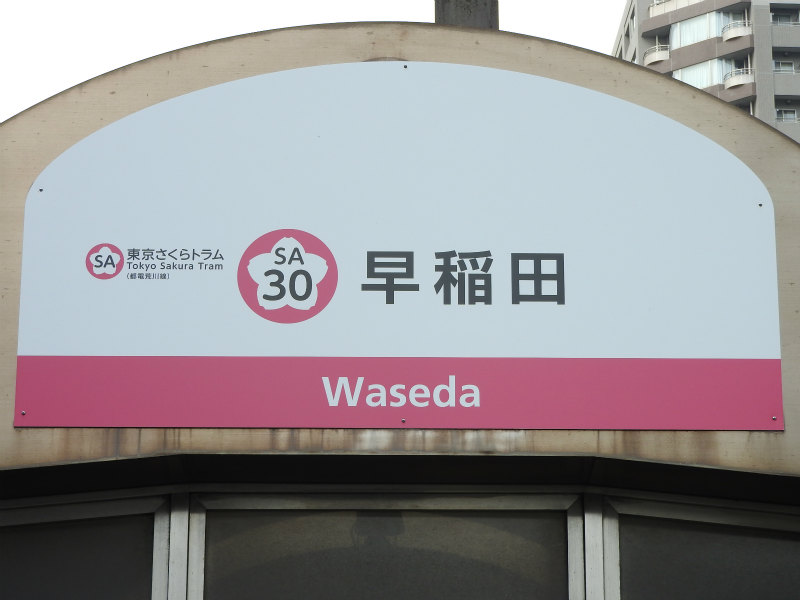 SA
東京さくらトラム
Tokyo Sakura Tram
(都電荒川線)
SA
30
早稲田
Waseda